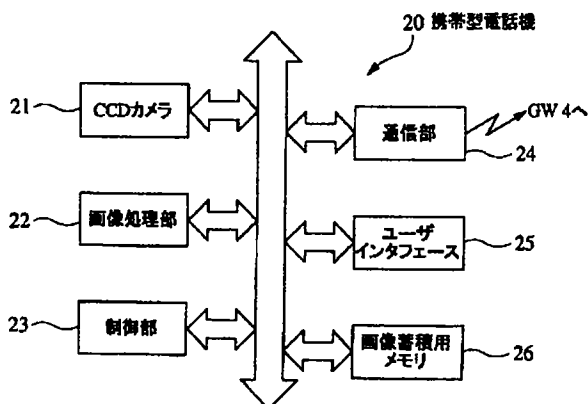 20 携帯型電話機
21
CCDカメラ
通信部
GW 4へ
24
22
画像処理部
ユーザ
インタフェース
25
23
制御部
画像蓄積用
メモリ
26